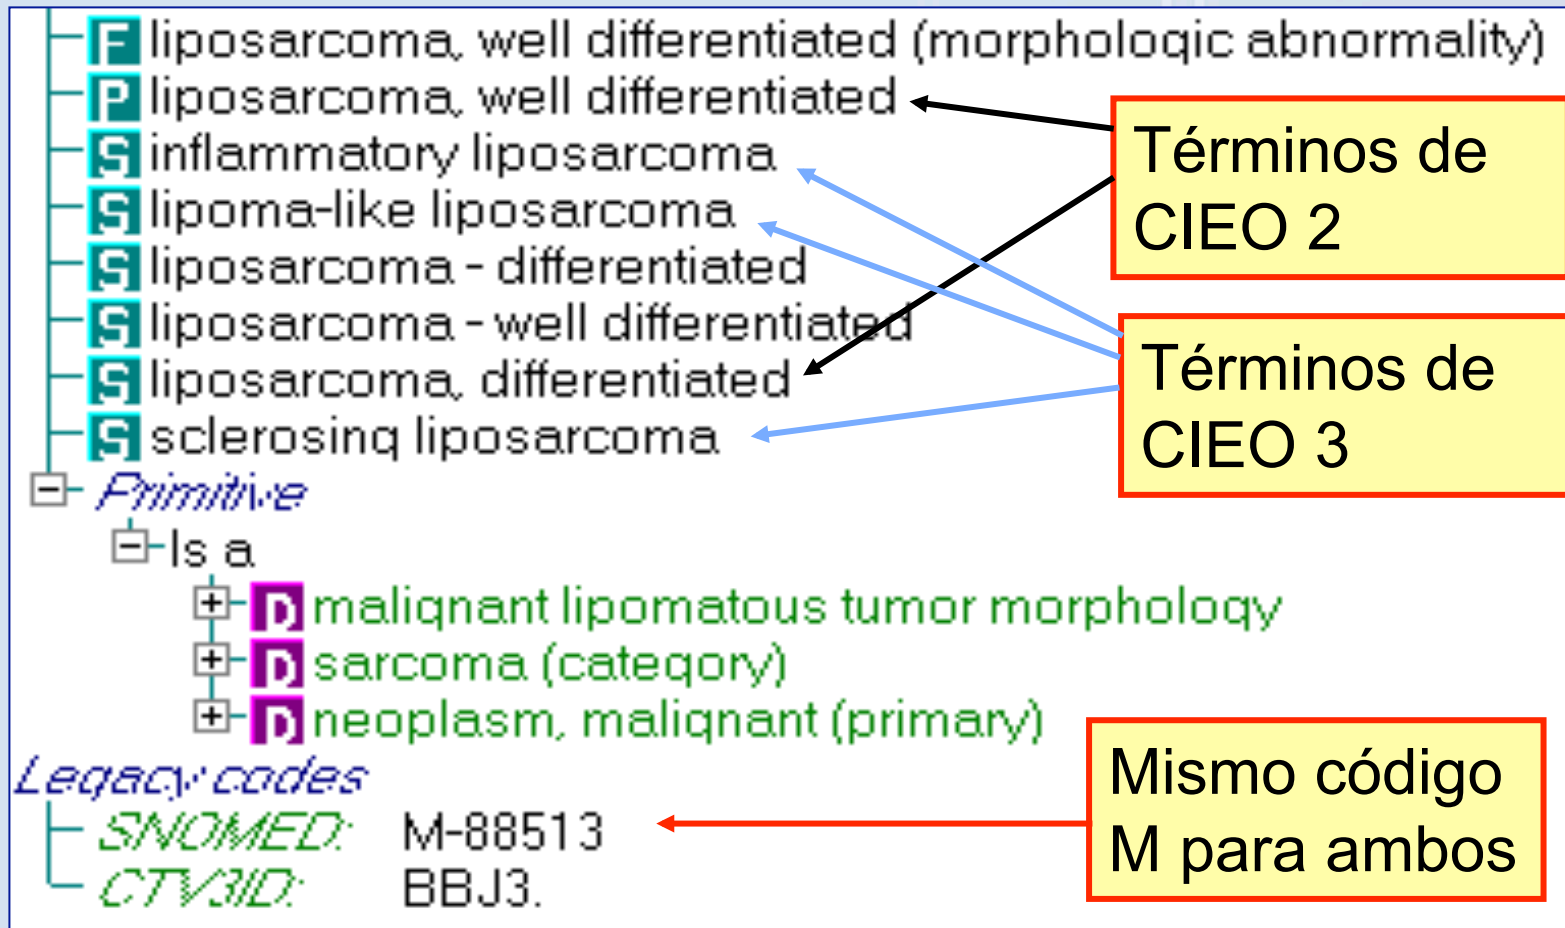 F liposarcoma, well differentiated (morphologic abnormality)
P liposarcoma, well differentiated
S inflammatory liposarcoma
S lipoma-like liposarcoma
S liposarcoma - differentiated
S liposarcoma - well differentiated
S liposarcoma, differentiated
S sclerosing liposarcoma
Primitive
Is a
D malignant lipomatous tumor morphology
D sarcoma (category)
D neoplasm, malignant (primary)
Legacy codes
SNOMED: M-88513
CTV3ID: BBJ3.
Términos de
CIEO 2
Términos de
CIEO 3
Mismo código
M para ambos